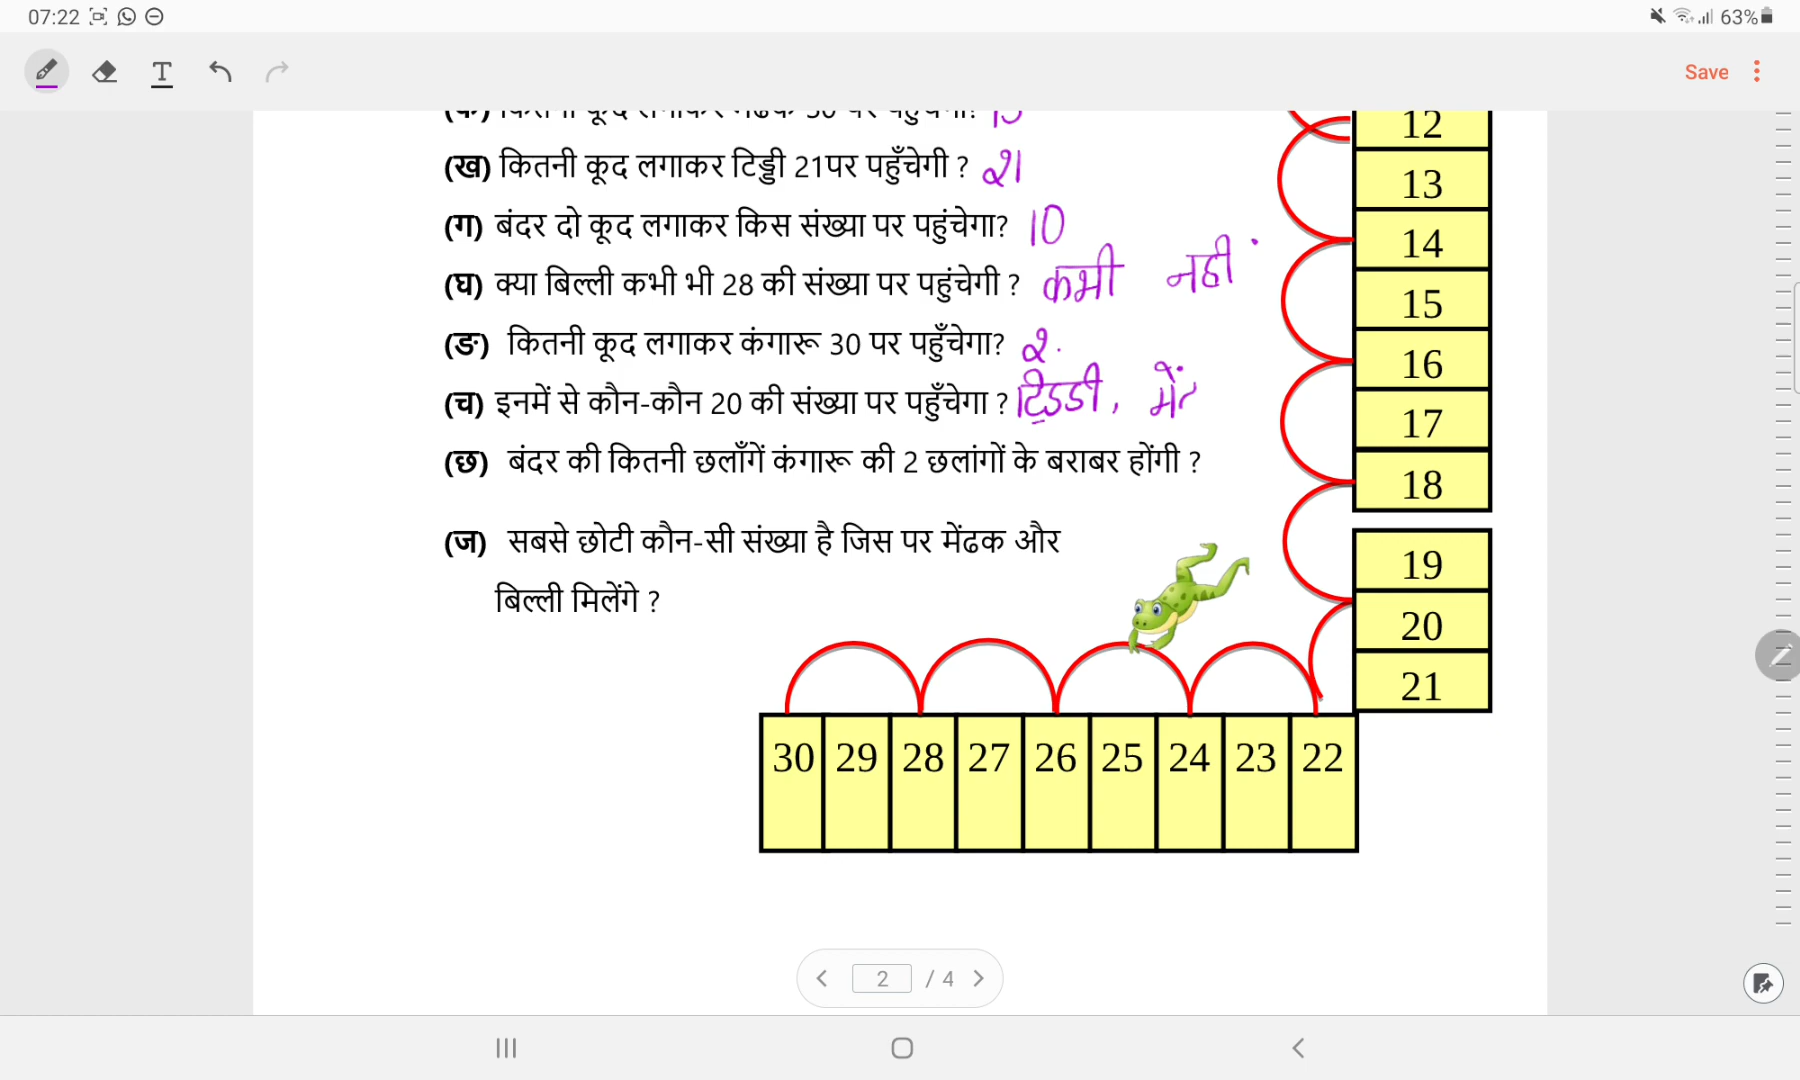 07:22
63%
Save
(ख) कितनी कूद लगाकर टिड्डी 21पर पहुँचेगी ? 21
(ग) बंदर दो कूद लगाकर किस संख्या पर पहुंचेगा? 10
(घ) क्या बिल्ली कभी भी 28 की संख्या पर पहुंचेगी ? कभी नही
(ङ) कितनी कूद लगाकर कंगारू 30 पर पहुँचेगा? 2.
(च) इनमें से कौन-कौन 20 की संख्या पर पहुँचेगा ? टिडडी, में
(छ) बंदर की कितनी छलाँगें कंगारू की 2 छलांगों के बराबर होंगी ?
(ज) सबसे छोटी कौन-सी संख्या है जिस पर मेंढक और
बिल्ली मिलेंगे ?
12
13
14
15
16
17
18
19
20
21
30 29 28 27 26 25 24 23 22
2 / 4